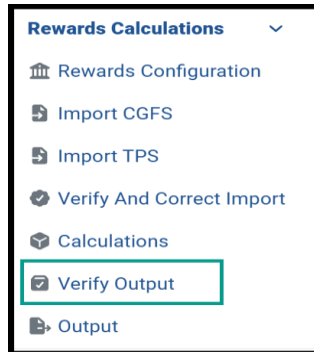 Rewards Calculations
Rewards Configuration
Import CGFS
Import TPS
Verify And Correct Import
Calculations
Verify Output
Output